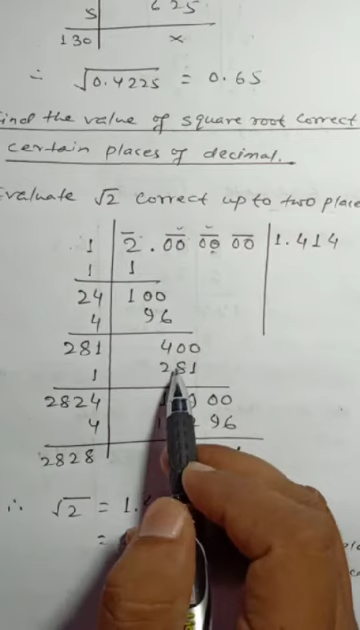 5 | 625
130 | x
∴ √0.4225 = 0.65
Find the value of square root correct
certain places of decimal.
Evaluate √2 correct up to two place
1 | 2.00 00 00 | 1.414
1 | 1
24 | 100
4 | 96
281 | 400
1 | 281
2824 | 00
4 | 96
2828
∴ √2 = 1.
=